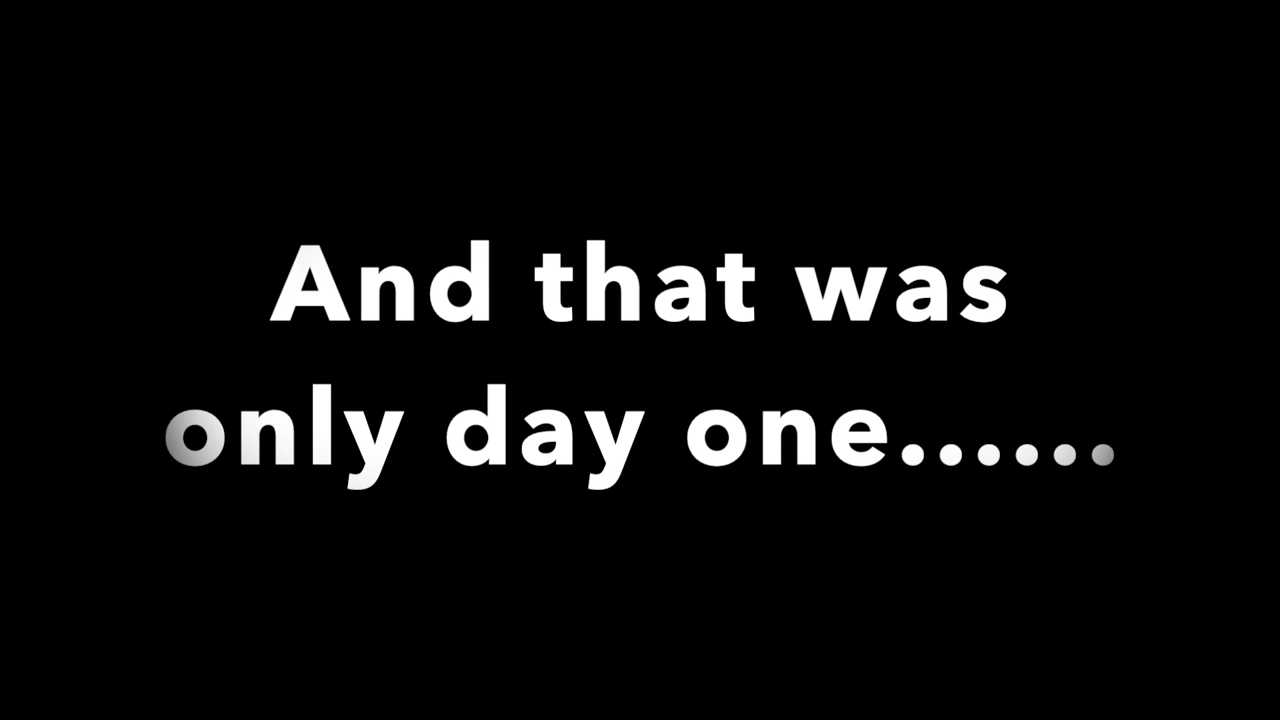 And that was
only day one......